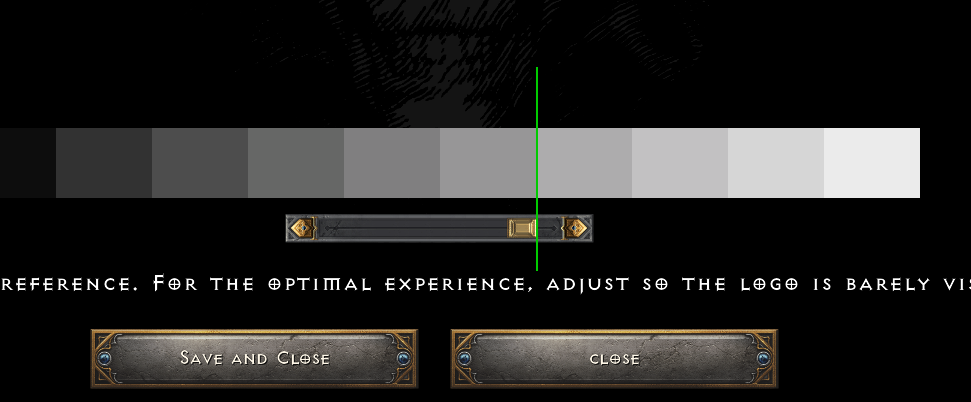 REFERENCE. FOR THE OPTIMAL EXPERIENCE, ADJUST SO THE LOGO IS BARELY VIS
SAVE AND CLOSE
CLOSE